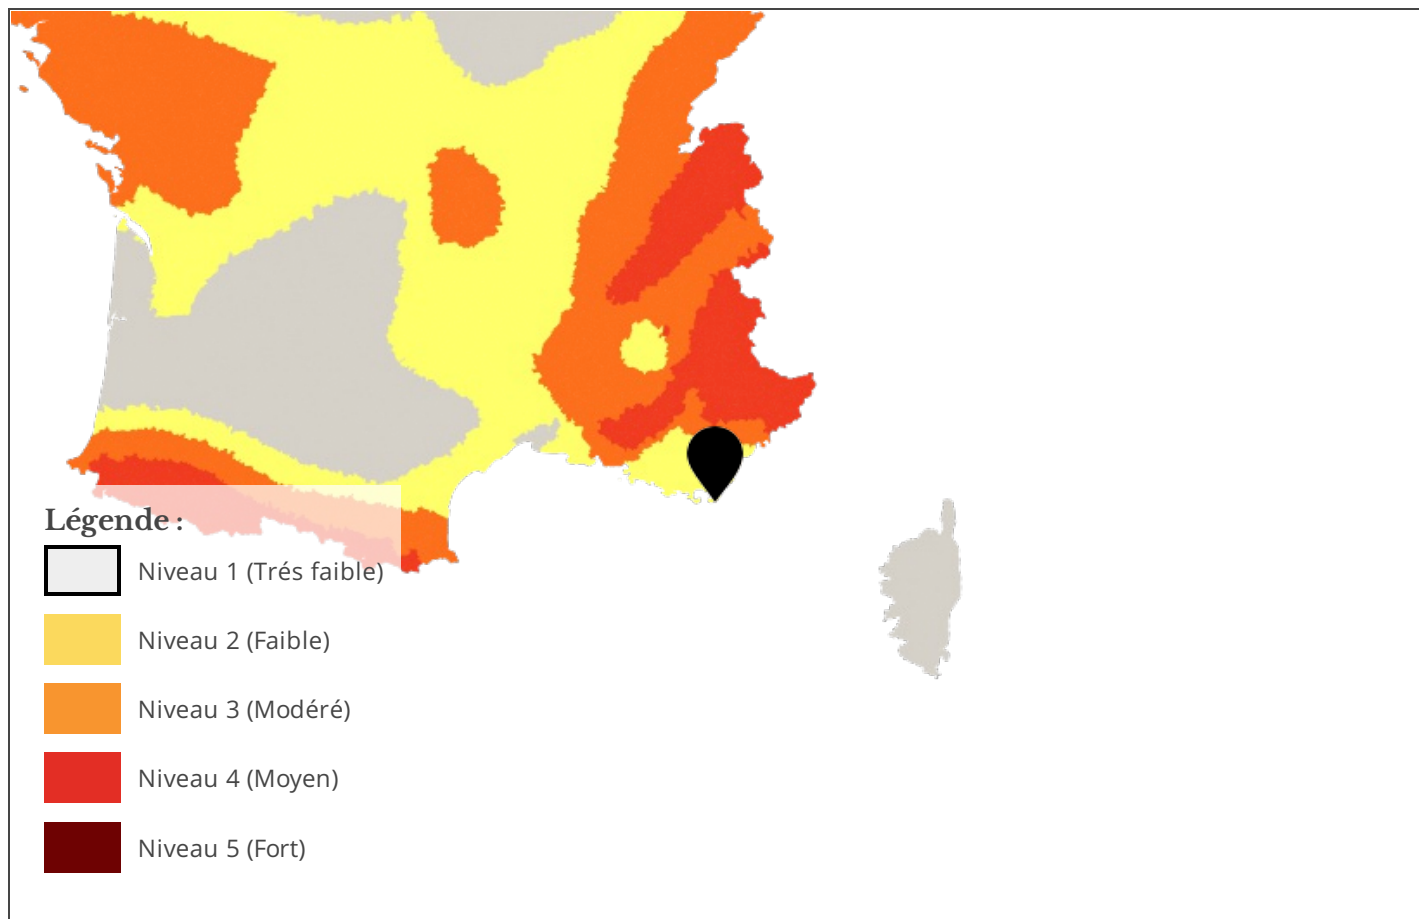 Légende :
Niveau 1 (Trés faible)
Niveau 2 (Faible)
Niveau 3 (Modéré)
Niveau 4 (Moyen)
Niveau 5 (Fort)